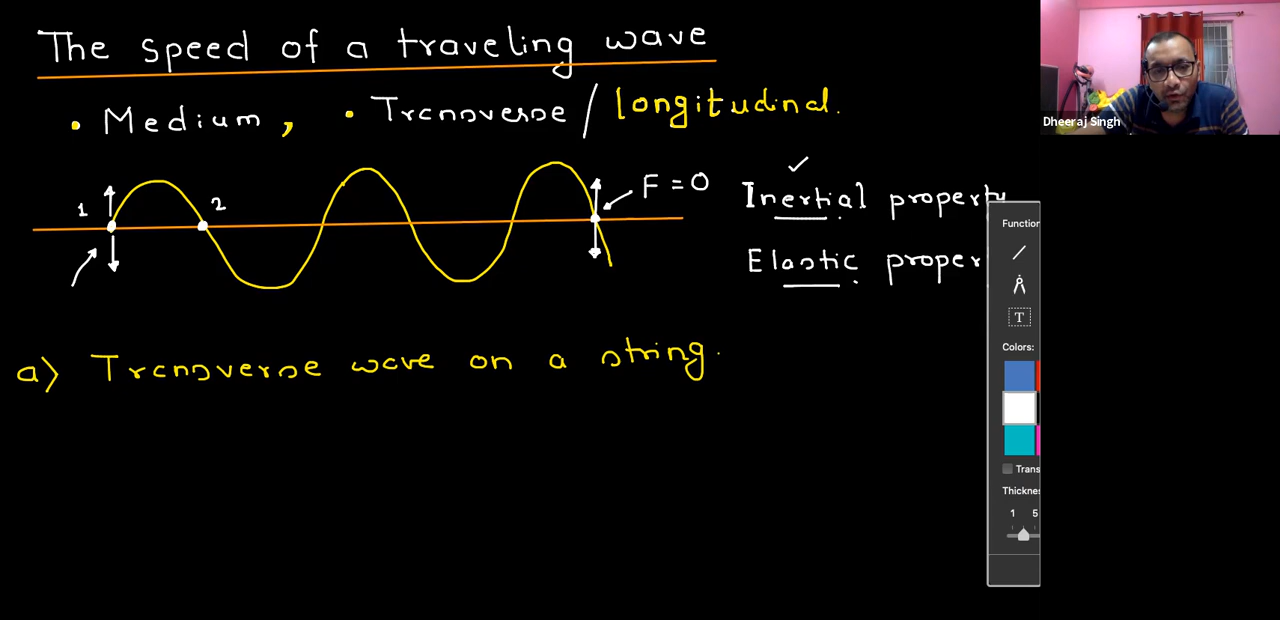 The speed of a traveling wave
• Medium, • Transverse / longitudinal.
Dheeraj Singh
1 2 F = 0
Inertial property
Elastic proper
a) Transverse wave on a string.
Function
T
Colors:
Trans
Thickne
1 5